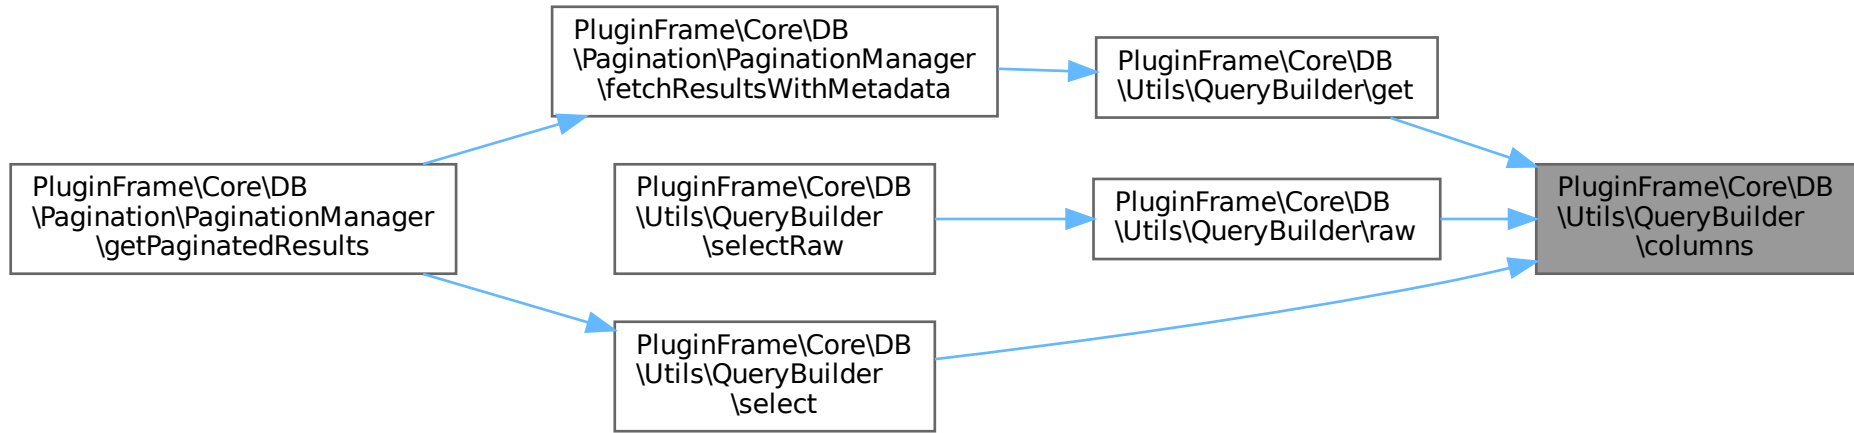 PluginFrame\Core\DB
\Pagination\PaginationManager
\getPaginatedResults
PluginFrame\Core\DB
\Pagination\PaginationManager
\fetchResultsWithMetadata
PluginFrame\Core\DB
\Utils\QueryBuilder
\selectRaw
PluginFrame\Core\DB
\Utils\QueryBuilder
\select
PluginFrame\Core\DB
\Utils\QueryBuilder\get
PluginFrame\Core\DB
\Utils\QueryBuilder\raw
PluginFrame\Core\DB
\Utils\QueryBuilder
\columns